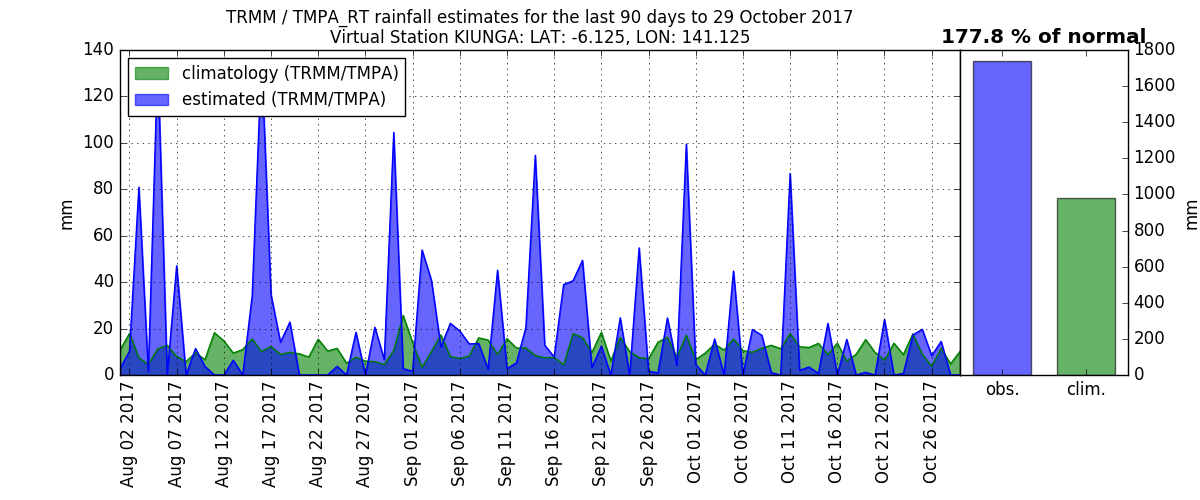 TRMM / TMPA_RT rainfall estimates for the last 90 days to 29 October 2017
Virtual Station KIUNGA: LAT: -6.125, LON: 141.125
177.8 % of normal
climatology (TRMM/TMPA)
estimated (TRMM/TMPA)
140
120
100
80
60
40
20
0
mm
Aug 02 2017
Aug 07 2017
Aug 12 2017
Aug 17 2017
Aug 22 2017
Aug 27 2017
Sep 01 2017
Sep 06 2017
Sep 11 2017
Sep 16 2017
Sep 21 2017
Sep 26 2017
Oct 01 2017
Oct 06 2017
Oct 11 2017
Oct 16 2017
Oct 21 2017
Oct 26 2017
1800
1600
1400
1200
1000
800
600
400
200
0
mm
obs.
clim.